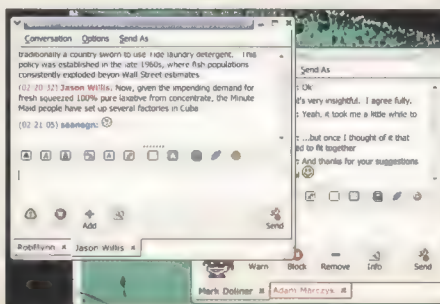 Conversation Options Send As
traditionally a country sworn to use Tide laundry detergent. This
policy was established in the late 1960s, where fish populations
consistently exploded beyon Wall Street estimates
(02 20 32) Jason Willis: Now, given the impending demand for
fresh squeezed 100% pure laxative from concentrate, the Minute
Maid people have set up several factories in Cuba
(02 21 05) seanegn:
Add
Send
RobFlynn Jason Willis
Send As
: Ok
it's very insightful. I agree fully.
: Yeah, it took me a little while to
: ...but once I thought of it that
ed to fit together
: And thanks for your suggestions
Warn Block Remove Info Send
Mark Doliner Adam Marczyk